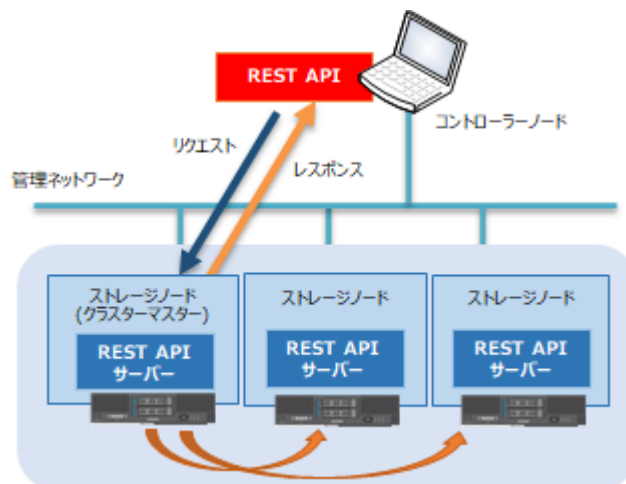 REST API
コントローラーノード
リクエスト
レスポンス
管理ネットワーク
ストレージノード
(クラスターマスター)
REST API
サーバー
ストレージノード
REST API
サーバー
ストレージノード
REST API
サーバー